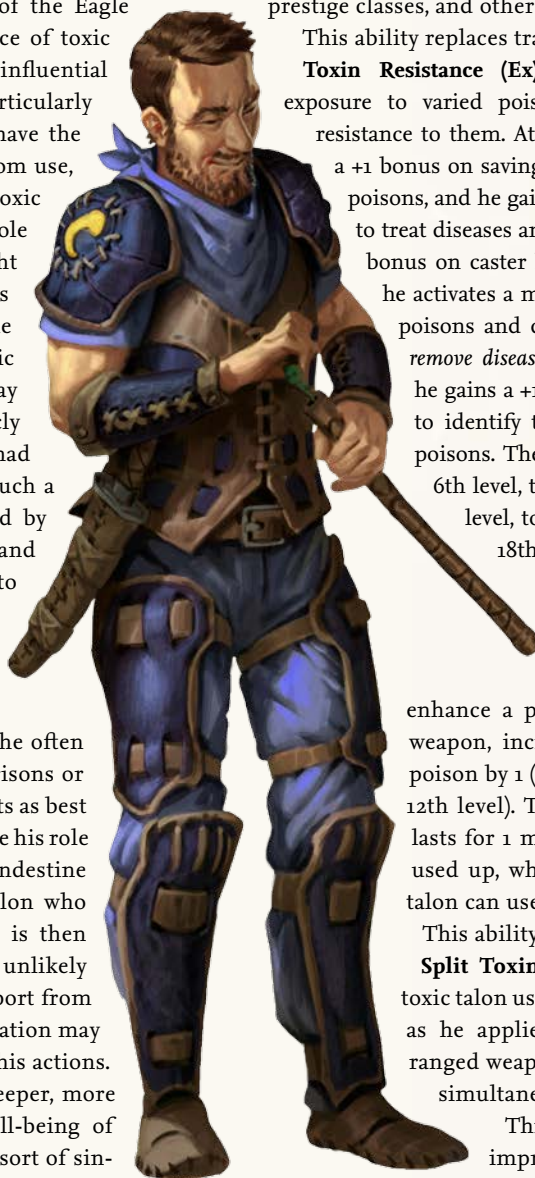 of the Eagle
ce of toxic
influential
rticularly
have the
om use,
oxic
ole
ht
s
e
ic
ay
cly
had
uch a
d by
and
to
he often
risons or
ts as best
e his role
ndestine
lon who
is then
unlikely
port from
ation may
his actions.
eeper, more
ll-being of
sort of sin-
prestige classes, and other
This ability replaces tra
Toxin Resistance (Ex)
exposure to varied pois
resistance to them. At
a +1 bonus on saving
poisons, and he gai
to treat diseases an
bonus on caster
he activates a m
poisons and c
remove diseas
he gains a +1
to identify t
poisons. The
6th level, t
level, to
18th
enhance a p
weapon, inc
poison by 1 (
12th level). T
lasts for 1 m
used up, wh
talon can use
This ability
Split Toxin
toxic talon us
as he applie
ranged weap
simultane
Thi
impr